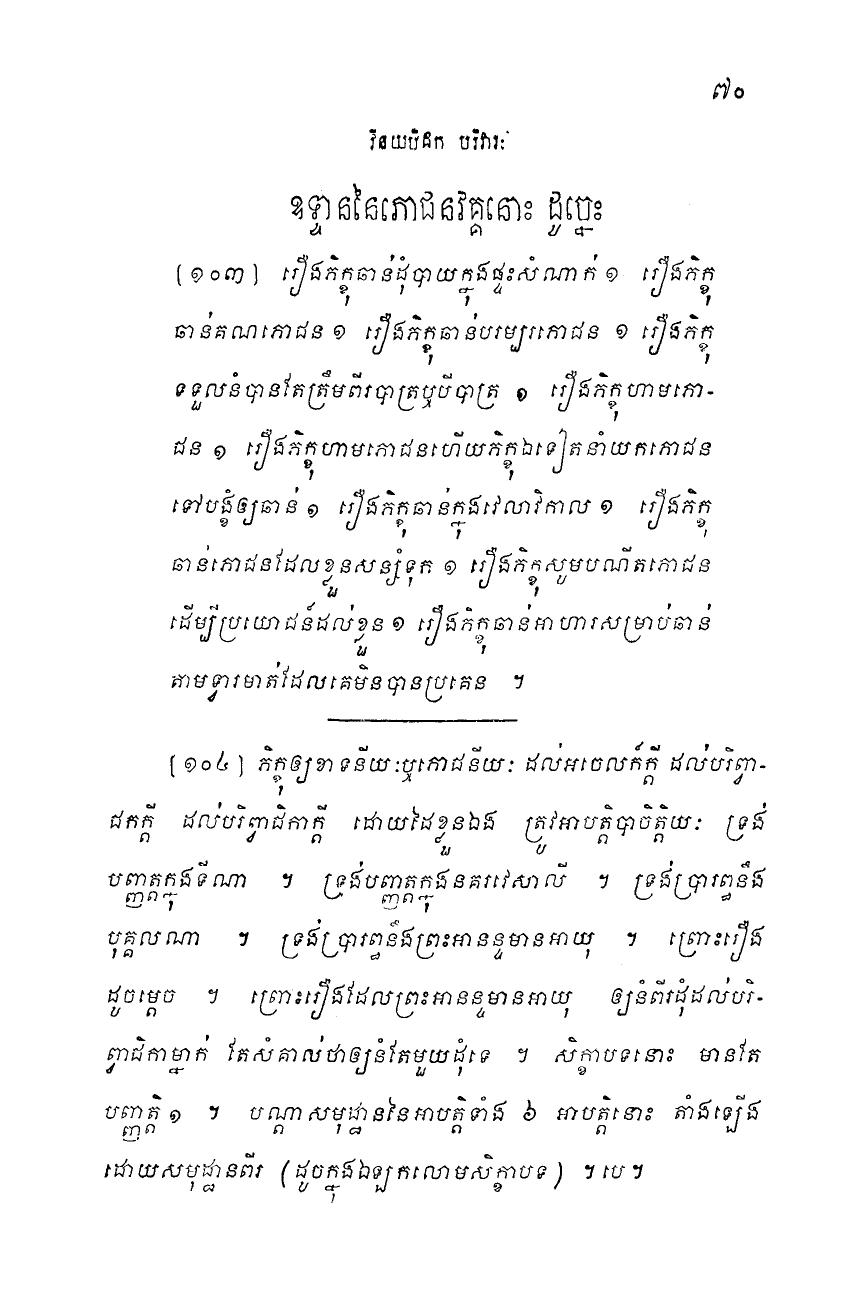 ៧០
វិនយបិដក បរិវារៈ
ឧទ្ទាននៃភោជនវគ្គនោះ ដូច្នេះ
(១០៣) រឿងភិក្ខុឆាន់ដុំបាយក្នុងផ្ទះសំណាក់ ១ រឿងភិក្ខុ
ឆាន់គណភោជន ១ រឿងភិក្ខុឆាន់បរម្បរភោជន ១ រឿងភិក្ខុ
ទទួលនំបានតែត្រឹមពីរបាត្រឬបីបាត្រ ១ រឿងភិក្ខុហាមភោ-
ជន ១ រឿងភិក្ខុហាមភោជនហើយភិក្ខុឯទៀតនាំយកភោជន
ទៅបង្ខំឲ្យឆាន់ ១ រឿងភិក្ខុឆាន់ក្នុងវេលាវិកាល ១ រឿងភិក្ខុ
ឆាន់ភោជនដែលខ្លួនសន្សំទុក ១ រឿងភិក្ខុសូមបណីតភោជន
ដើម្បីប្រយោជន៍ដល់ខ្លួន ១ រឿងភិក្ខុឆាន់អាហារសម្រាប់ឆាន់
តាមទ្វារមាត់ដែលគេមិនបានប្រគេន ។
(១០៤) ភិក្ខុឲ្យខាទនីយៈឬភោជនីយៈ ដល់អចេលក៍ក្តី ដល់បរិព្វា-
ជកក្តី ដល់បរិព្វាជិកាក្តី ដោយដៃខ្លួនឯង ត្រូវអាបត្តិបាចិត្តិយៈ ទ្រង់
បញ្ញត្តក្នុងទីណា ។ ទ្រង់បញ្ញត្តក្នុងនគរវេសាលី ។ ទ្រង់ប្រារព្ធនឹង
បុគ្គលណា ។ ទ្រង់ប្រារព្ធនឹងព្រះអានន្ទមានអាយុ ។ ព្រោះរឿង
ដូចម្តេច ។ ព្រោះរឿងដែលព្រះអានន្ទមានអាយុ ឲ្យនំពីរដុំដល់បរិ-
ព្វាជិកាម្នាក់ តែសំគាល់ថាឲ្យនំតែមួយដុំទេ ។ សិក្ខាបទនោះ មានតែ
បញ្ញត្តិ ១ ។ បណ្តាសមុដ្ឋាននៃអាបត្តិទាំង ៦ អាបត្តិនោះ តាំងឡើង
ដោយសមុដ្ឋានពីរ (ដូចក្នុងឯឡកលោមសិក្ខាបទ) ។ បេ ។